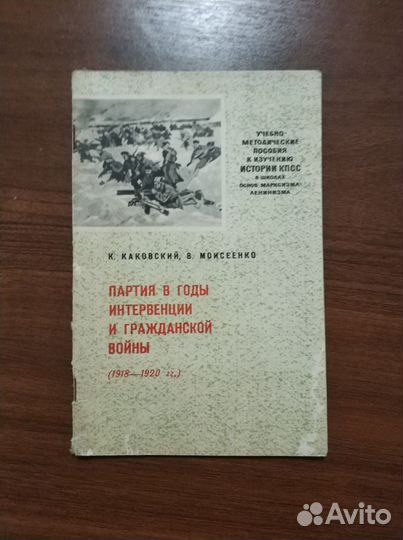 УЧЕБНО-
МЕТОДИЧЕСКИЕ
ПОСОБИЯ
К ИЗУЧЕНИЮ
ИСТОРИИ КПСС
В ШКОЛАХ
ОСНОВ МАРКСИЗМА-
ЛЕНИНИЗМА
К. КАКОВСКИЙ, В. МОИСЕЕНКО
ПАРТИЯ В ГОДЫ
ИНТЕРВЕНЦИИ
И ГРАЖДАНСКОЙ
ВОЙНЫ
(1918—1920 гг.)
Avito